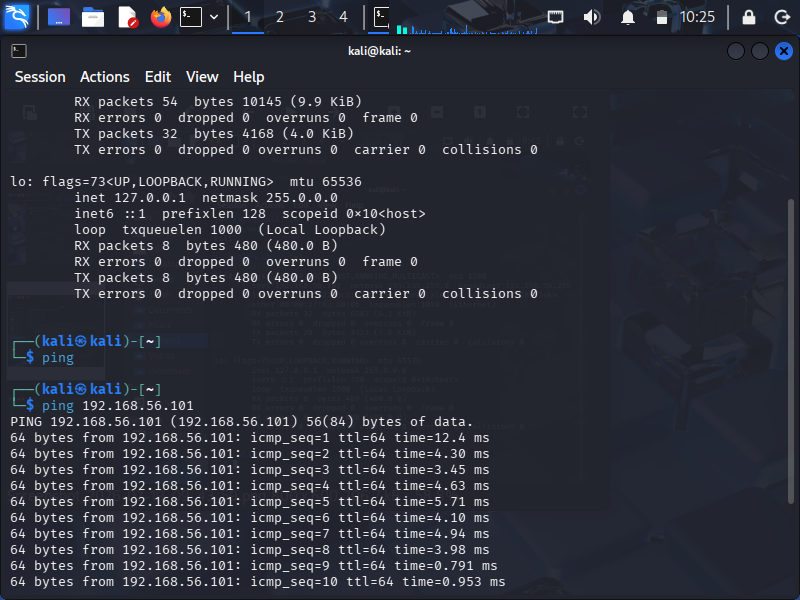 1 2 3 4 10:25
kali@kali: ~
Session Actions Edit View Help
RX packets 54  bytes 10145 (9.9 KiB)
RX errors 0  dropped 0  overruns 0  frame 0
TX packets 32  bytes 4168 (4.0 KiB)
TX errors 0  dropped 0 overruns 0  carrier 0  collisions 0
lo: flags=73<UP,LOOPBACK,RUNNING>  mtu 65536
inet 127.0.0.1  netmask 255.0.0.0
inet6 ::1  prefixlen 128  scopeid 0×10<host>
loop  txqueuelen 1000  (Local Loopback)
RX packets 8  bytes 480 (480.0 B)
RX errors 0  dropped 0  overruns 0  frame 0
TX packets 8  bytes 480 (480.0 B)
TX errors 0  dropped 0 overruns 0  carrier 0  collisions 0
┌──(kali㉿kali)-[~]
└─$ ping
┌──(kali㉿kali)-[~]
└─$ ping 192.168.56.101
PING 192.168.56.101 (192.168.56.101) 56(84) bytes of data.
64 bytes from 192.168.56.101: icmp_seq=1 ttl=64 time=12.4 ms
64 bytes from 192.168.56.101: icmp_seq=2 ttl=64 time=4.30 ms
64 bytes from 192.168.56.101: icmp_seq=3 ttl=64 time=3.45 ms
64 bytes from 192.168.56.101: icmp_seq=4 ttl=64 time=4.63 ms
64 bytes from 192.168.56.101: icmp_seq=5 ttl=64 time=5.71 ms
64 bytes from 192.168.56.101: icmp_seq=6 ttl=64 time=4.10 ms
64 bytes from 192.168.56.101: icmp_seq=7 ttl=64 time=4.94 ms
64 bytes from 192.168.56.101: icmp_seq=8 ttl=64 time=3.98 ms
64 bytes from 192.168.56.101: icmp_seq=9 ttl=64 time=0.791 ms
64 bytes from 192.168.56.101: icmp_seq=10 ttl=64 time=0.953 ms